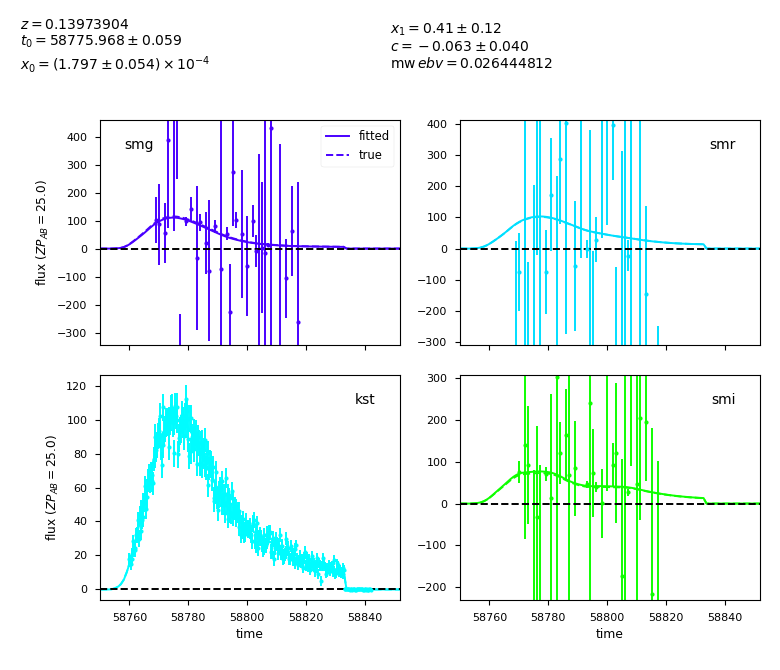 z = 0.13973904
t₀ = 58775.968 ± 0.059
x₀ = (1.797 ± 0.054) × 10⁻⁴
x₁ = 0.41 ± 0.12
c = −0.063 ± 0.040
mw ebv = 0.026444812
smg
fitted
true
400
300
200
100
0
−100
−200
−300
flux (ZP_AB = 25.0)
smr
400
300
200
100
0
−100
−200
−300
kst
120
100
80
60
40
20
0
flux (ZP_AB = 25.0)
58760 58780 58800 58820 58840
time
smi
300
200
100
0
−100
−200
58760 58780 58800 58820 58840
time